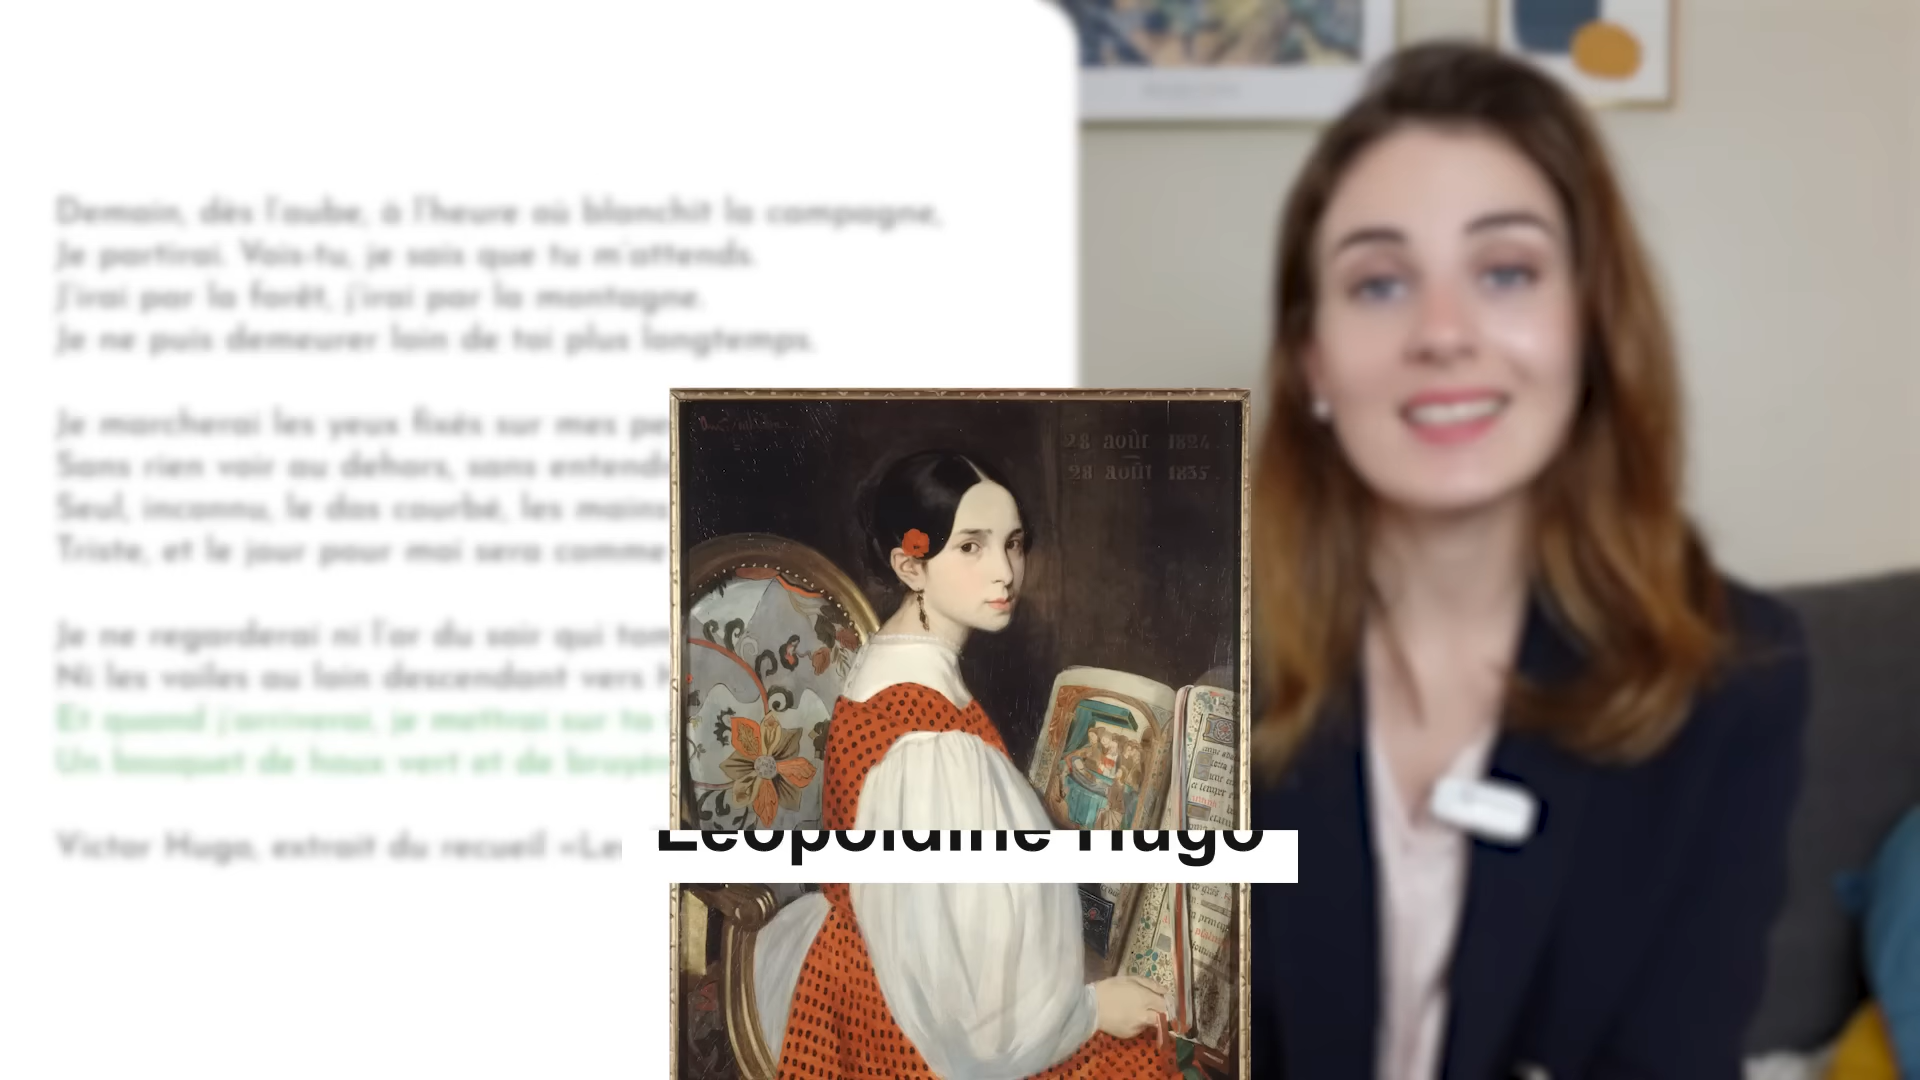 Demain, dès l'aube, à l'heure où blanchit la campagne,
Je partirai. Vois-tu, je sais que tu m'attends.
J'irai par la forêt, j'irai par la montagne.
Je ne puis demeurer loin de toi plus longtemps.
Je marcherai les yeux fixés sur mes
Sans rien voir au dehors, sans
Seul, inconnu, le dos courbé, les mains
Triste, et le jour pour moi sera comme
Je ne regarderai ni l'or du soir qui
Ni les voiles au loin descendant vers
Et quand j'arriverai, je mettrai sur ta
Un bouquet de houx vert et de
Victor Hugo, extrait du recueil «Le
28 août 1824
28 août 1835
Léopoldine Hugo